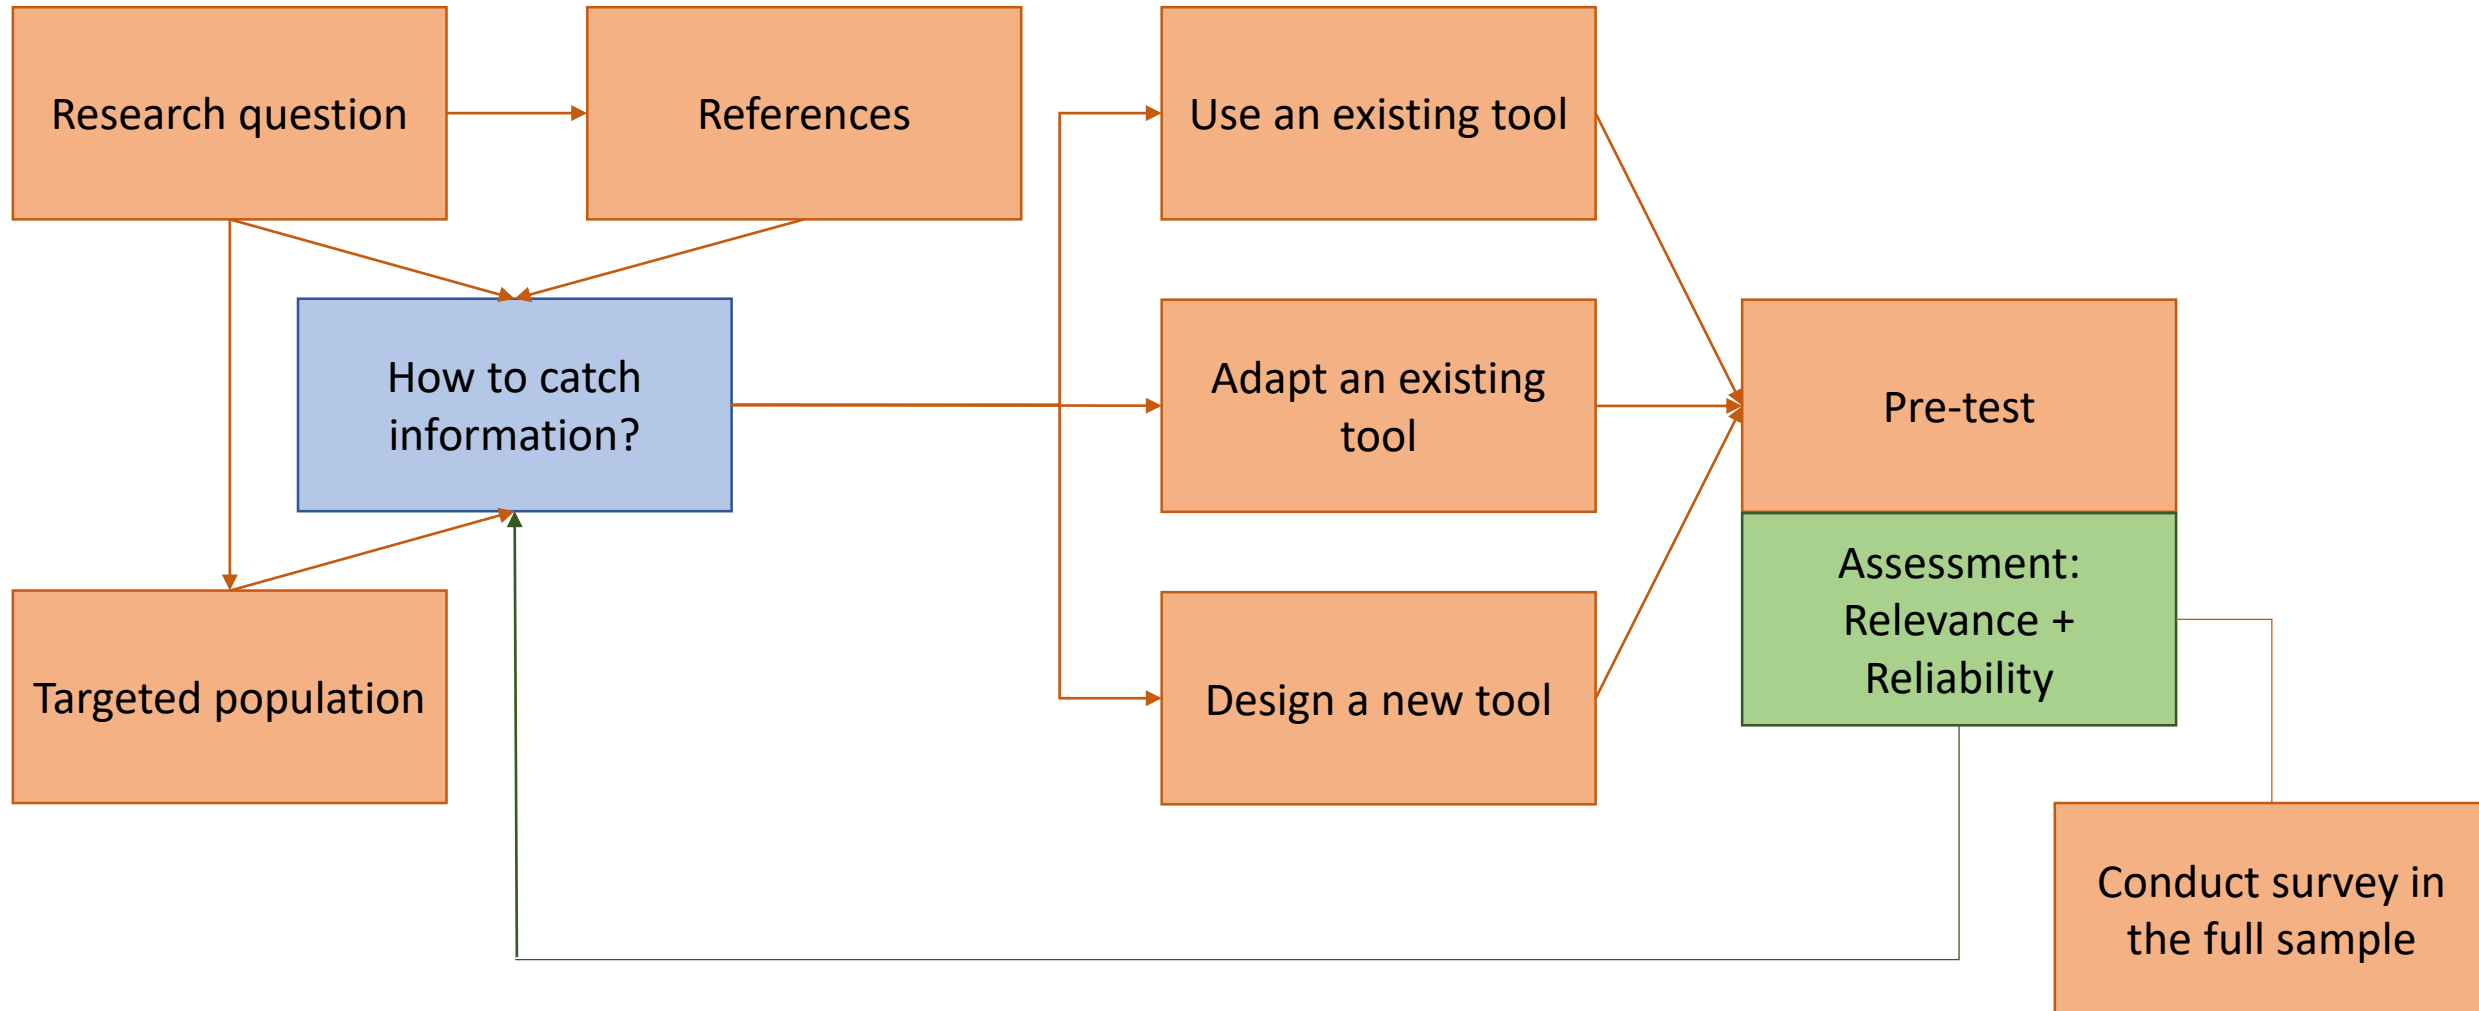 Research question
References
Use an existing tool
How to catch
information?
Adapt an existing
tool
Pre-test
Assessment:
Relevance +
Reliability
Targeted population
Design a new tool
Conduct survey in
the full sample